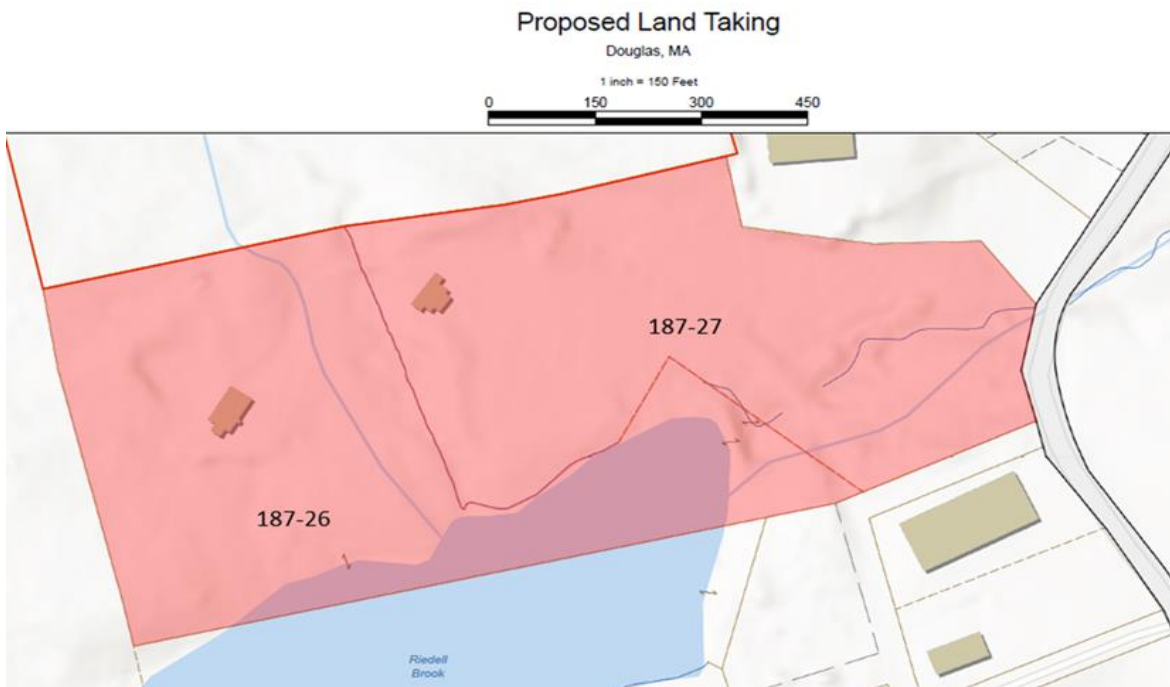 Proposed Land Taking
Douglas, MA
1 inch = 150 Feet
0 150 300 450
187-27
187-26
Riedell
Brook